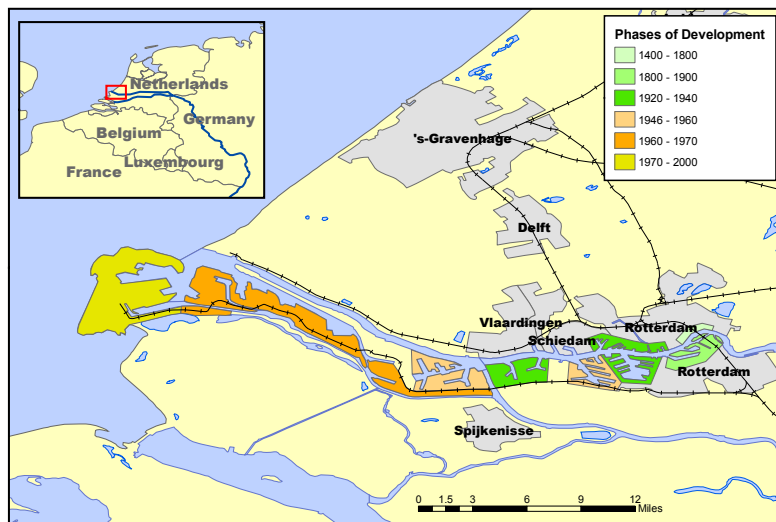 Netherlands
Germany
Belgium
Luxembourg
France
Phases of Development
1400 - 1800
1800 - 1900
1920 - 1940
1946 - 1960
1960 - 1970
1970 - 2000
's-Gravenhage
Delft
Vlaardingen
Schiedam
Rotterdam
Rotterdam
Spijkenisse
0 1.5 3 6 9 12
Miles